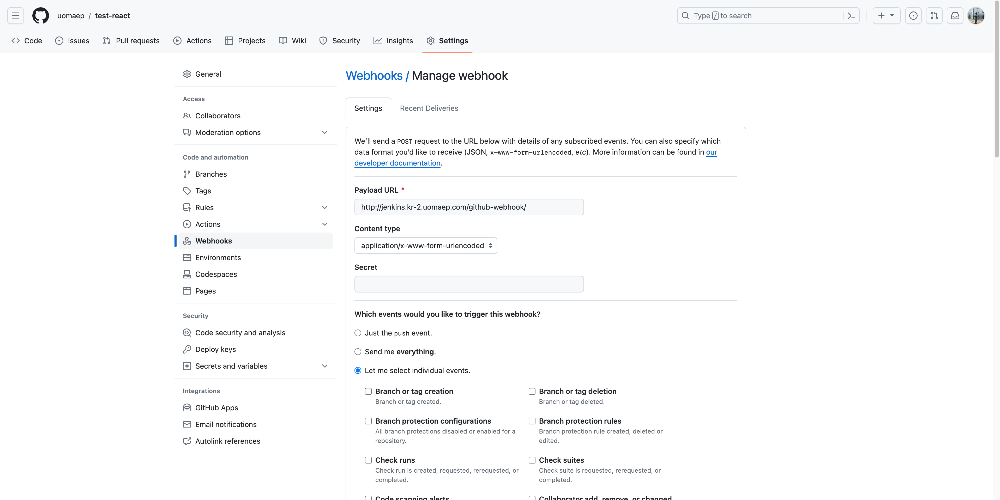 uomaep / test-react
Type / to search
Code
Issues
Pull requests
Actions
Projects
Wiki
Security
Insights
Settings
General
Access
Collaborators
Moderation options
Code and automation
Branches
Tags
Rules
Actions
Webhooks
Environments
Codespaces
Pages
Security
Code security and analysis
Deploy keys
Secrets and variables
Integrations
GitHub Apps
Email notifications
Autolink references
Webhooks / Manage webhook
Settings
Recent Deliveries
We’ll send a POST request to the URL below with details of any subscribed events. You can also specify which
data format you’d like to receive (JSON, x-www-form-urlencoded, etc). More information can be found in our
developer documentation.
Payload URL *
http://jenkins.kr-2.uomaep.com/github-webhook/
Content type
application/x-www-form-urlencoded
Secret
Which events would you like to trigger this webhook?
Just the push event.
Send me everything.
Let me select individual events.
Branch or tag creation
Branch or tag created.
Branch or tag deletion
Branch or tag deleted.
Branch protection configurations
All branch protections disabled or enabled for a
repository.
Branch protection rules
Branch protection rule created, deleted or
edited.
Check runs
Check run is created, requested, rerequested, or
completed.
Check suites
Check suite is requested, rerequested, or
completed.
Code scanning alerts
Collaborator add, remove, or changed